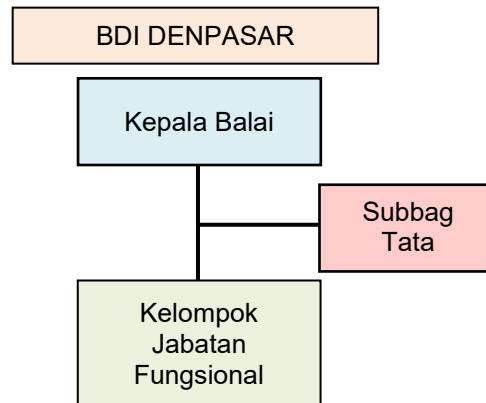 BDI DENPASAR
Kepala Balai
Subbag
Tata
Kelompok
Jabatan
Fungsional